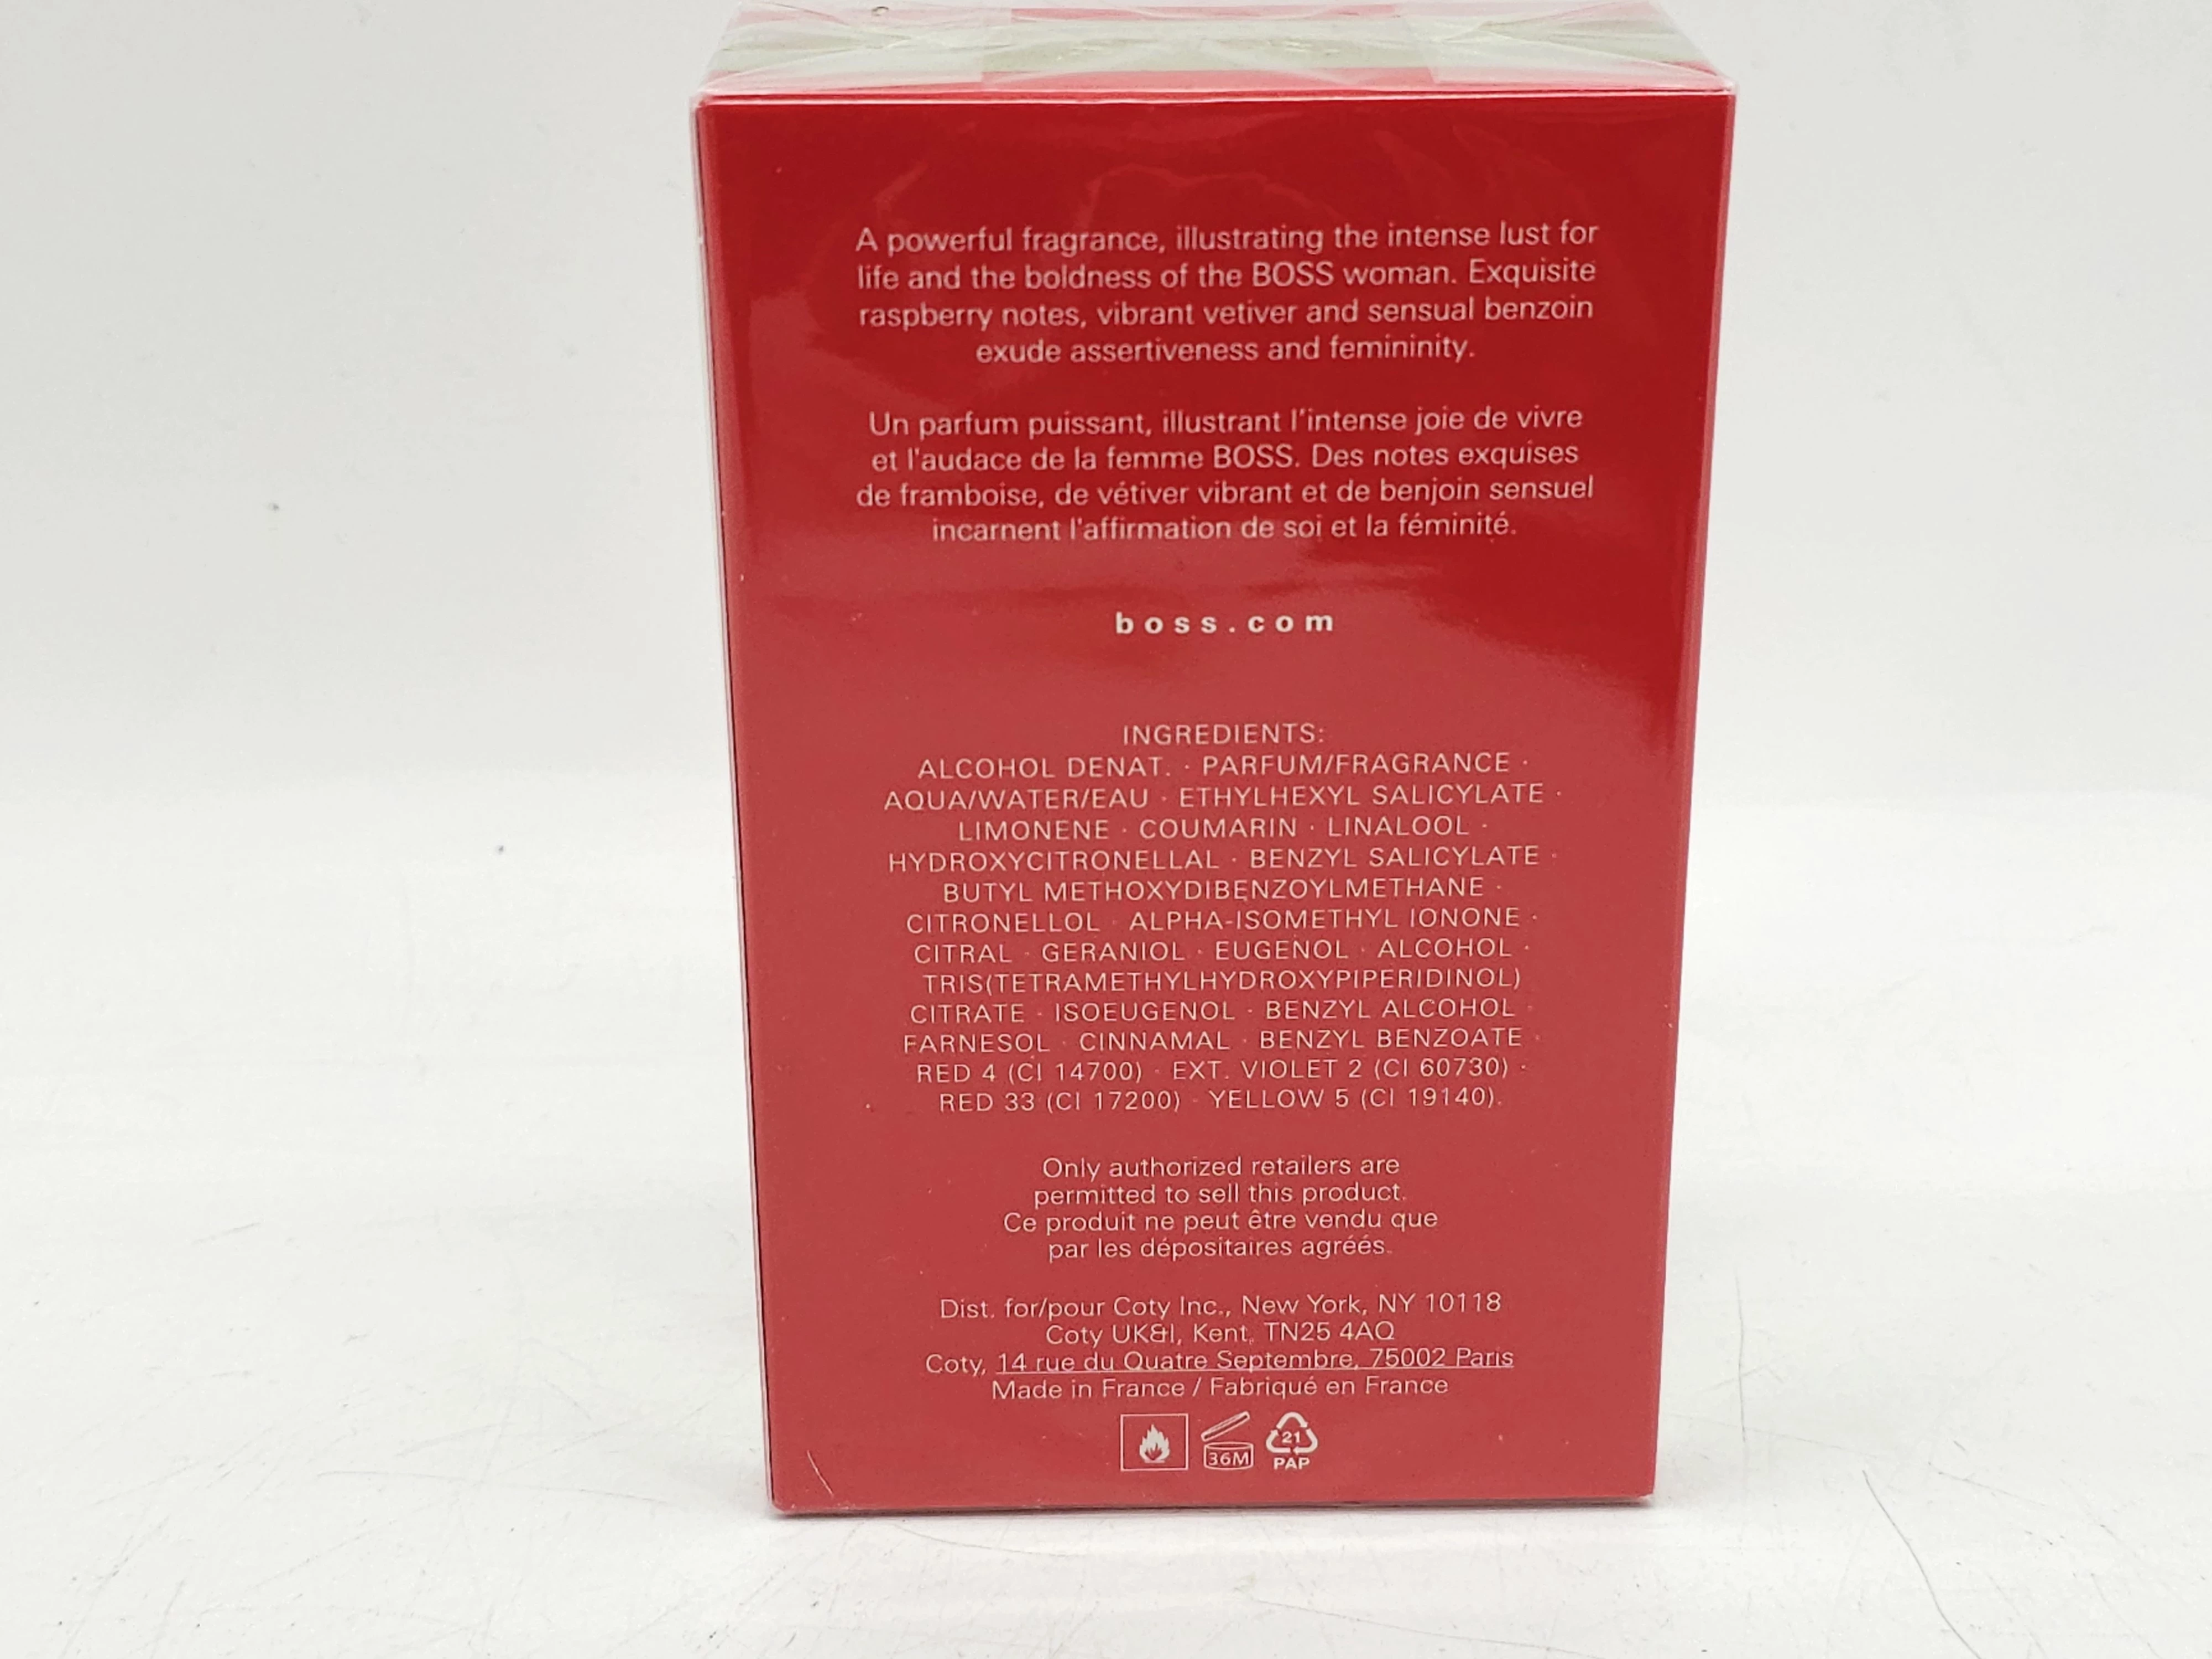 A powerful fragrance, illustrating the intense lust for
life and the boldness of the BOSS woman. Exquisite
raspberry notes, vibrant vetiver and sensual benzoin
exude assertiveness and femininity.
Un parfum puissant, illustrant l'intense joie de vivre
et l'audace de la femme BOSS. Des notes exquises
de framboise, de vétiver vibrant et de benjoin sensuel
incarnent l'affirmation de soi et la féminité.
boss.com
INGREDIENTS:
ALCOHOL DENAT. · PARFUM/FRAGRANCE ·
AQUA/WATER/EAU · ETHYLHEXYL SALICYLATE ·
LIMONENE · COUMARIN · LINALOOL ·
HYDROXYCITRONELLAL · BENZYL SALICYLATE ·
BUTYL METHOXYDIBENZOYLMETHANE ·
CITRONELLOL · ALPHA-ISOMETHYL IONONE ·
CITRAL · GERANIOL · EUGENOL · ALCOHOL ·
TRIS(TETRAMETHYLHYDROXYPIPERIDINOL)
CITRATE · ISOEUGENOL · BENZYL ALCOHOL ·
FARNESOL · CINNAMAL · BENZYL BENZOATE ·
RED 4 (CI 14700) · EXT. VIOLET 2 (CI 60730) ·
RED 33 (CI 17200) · YELLOW 5 (CI 19140).
Only authorized retailers are
permitted to sell this product.
Ce produit ne peut être vendu que
par les dépositaires agréés.
Dist. for/pour Coty Inc., New York, NY 10118
Coty UK&I, Kent, TN25 4AQ
Coty, 14 rue du Quatre Septembre, 75002 Paris
Made in France / Fabriqué en France
36M
21
PAP